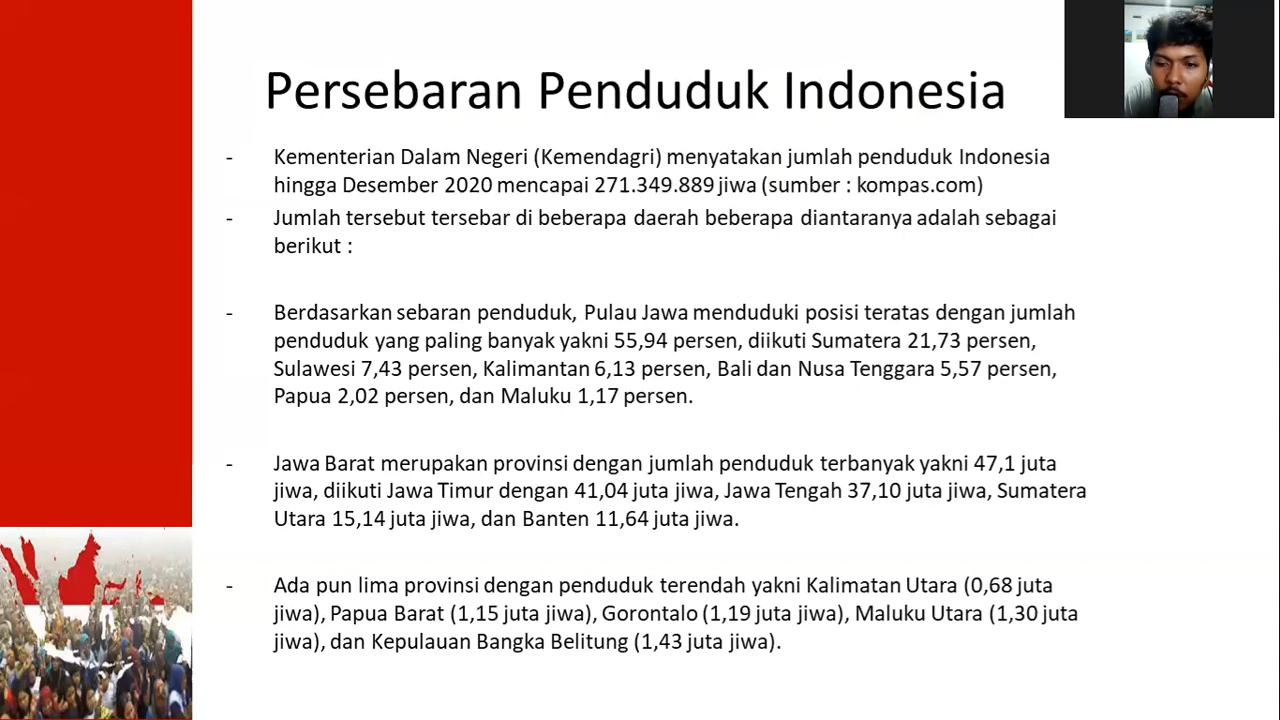 Persebaran Penduduk Indonesia
- Kementerian Dalam Negeri (Kemendagri) menyatakan jumlah penduduk Indonesia
hingga Desember 2020 mencapai 271.349.889 jiwa (sumber : kompas.com)
- Jumlah tersebut tersebar di beberapa daerah beberapa diantaranya adalah sebagai
berikut :
- Berdasarkan sebaran penduduk, Pulau Jawa menduduki posisi teratas dengan jumlah
penduduk yang paling banyak yakni 55,94 persen, diikuti Sumatera 21,73 persen,
Sulawesi 7,43 persen, Kalimantan 6,13 persen, Bali dan Nusa Tenggara 5,57 persen,
Papua 2,02 persen, dan Maluku 1,17 persen.
- Jawa Barat merupakan provinsi dengan jumlah penduduk terbanyak yakni 47,1 juta
jiwa, diikuti Jawa Timur dengan 41,04 juta jiwa, Jawa Tengah 37,10 juta jiwa, Sumatera
Utara 15,14 juta jiwa, dan Banten 11,64 juta jiwa.
- Ada pun lima provinsi dengan penduduk terendah yakni Kalimatan Utara (0,68 juta
jiwa), Papua Barat (1,15 juta jiwa), Gorontalo (1,19 juta jiwa), Maluku Utara (1,30 juta
jiwa), dan Kepulauan Bangka Belitung (1,43 juta jiwa).